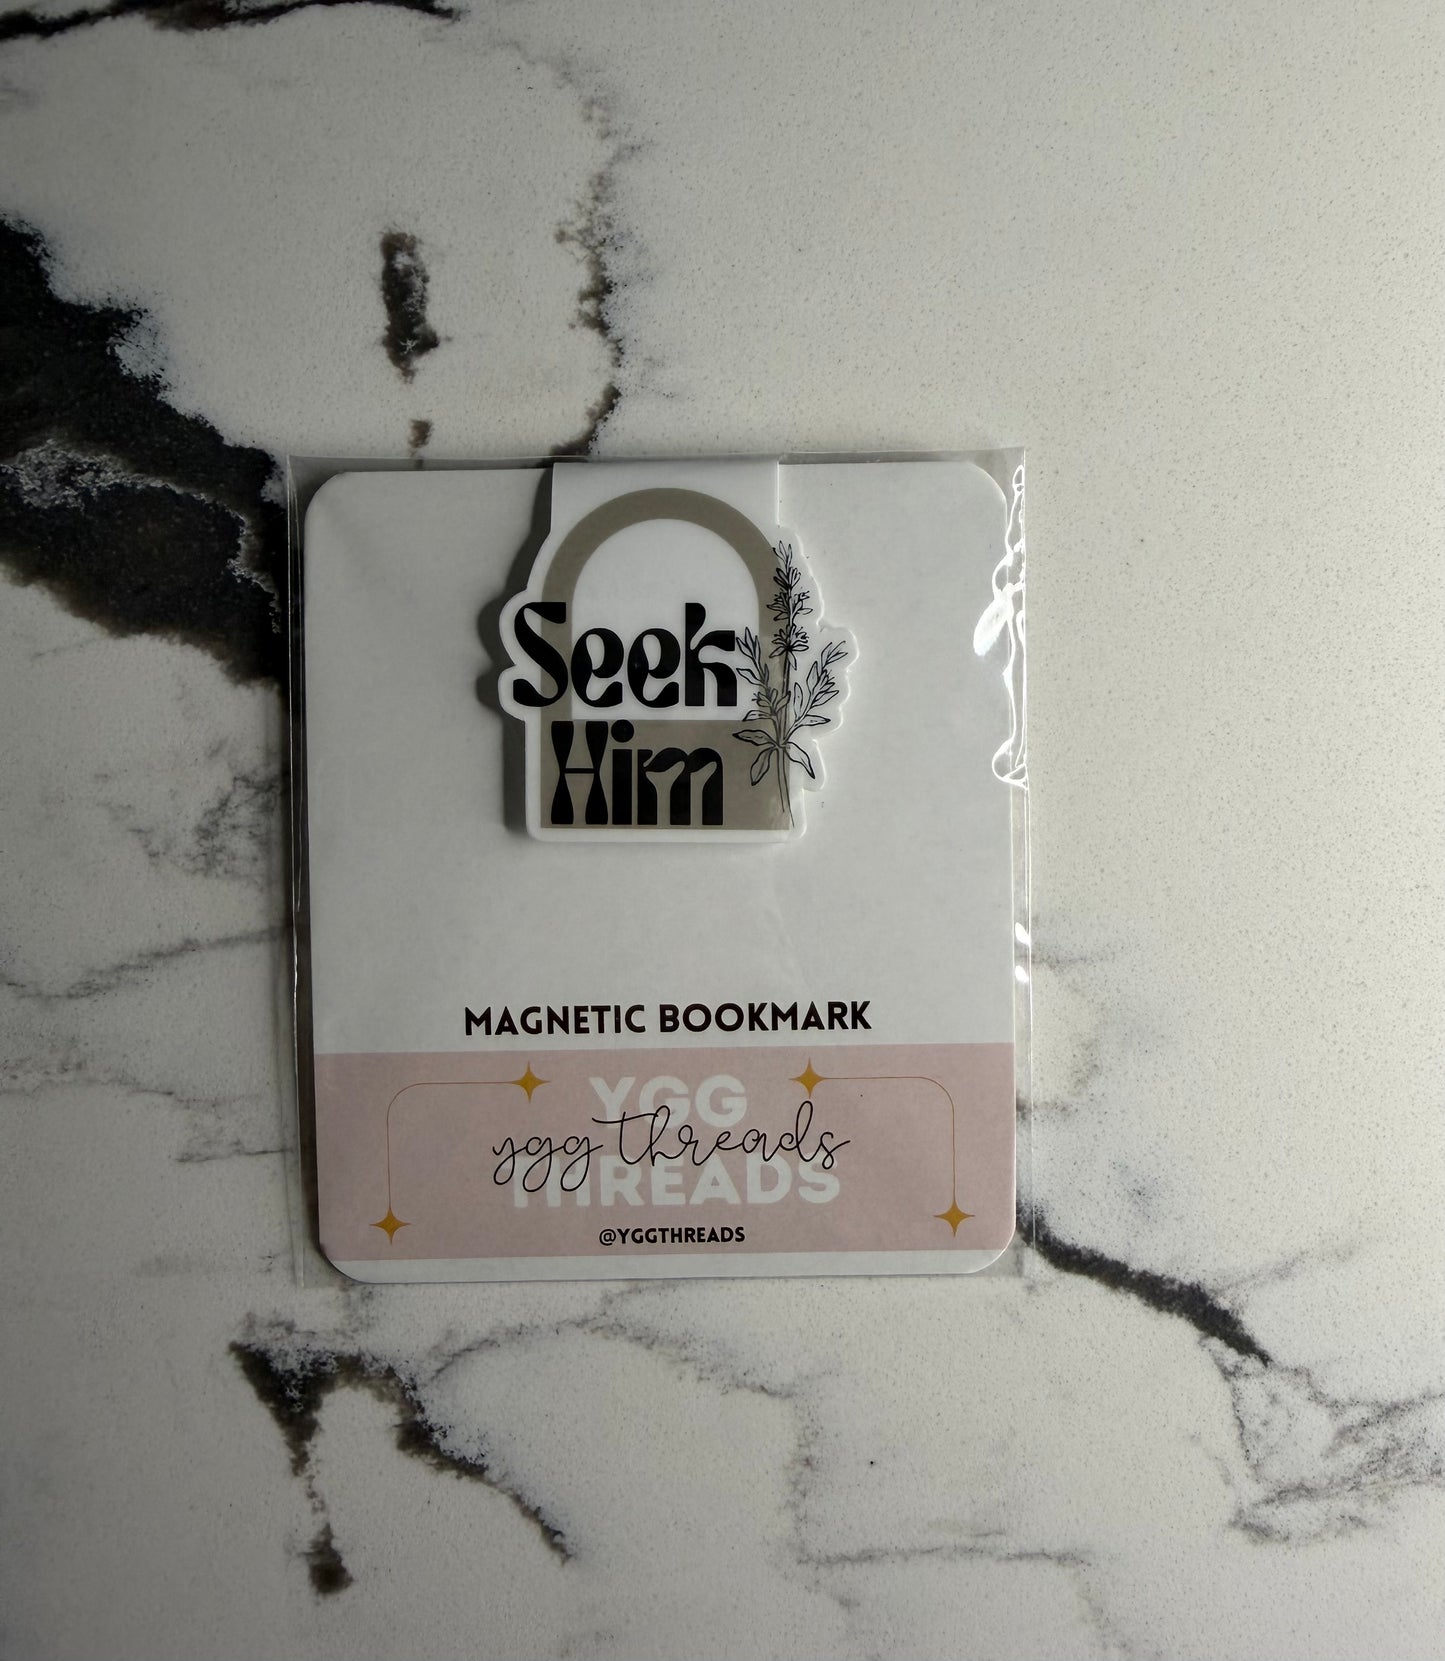 Seek
Him
MAGNETIC BOOKMARK
YGG
ygg threads
THREADS
@YGGTHREADS